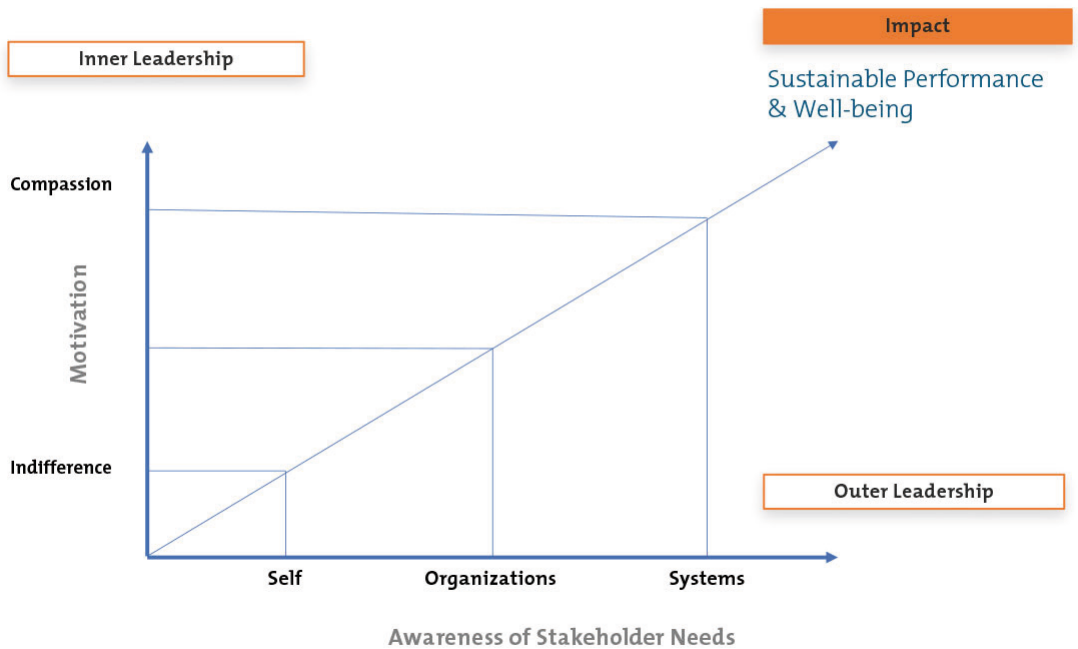 Impact
Inner Leadership
Sustainable Performance
& Well-being
Compassion
Motivation
Indifference
Outer Leadership
Self
Organizations
Systems
Awareness of Stakeholder Needs